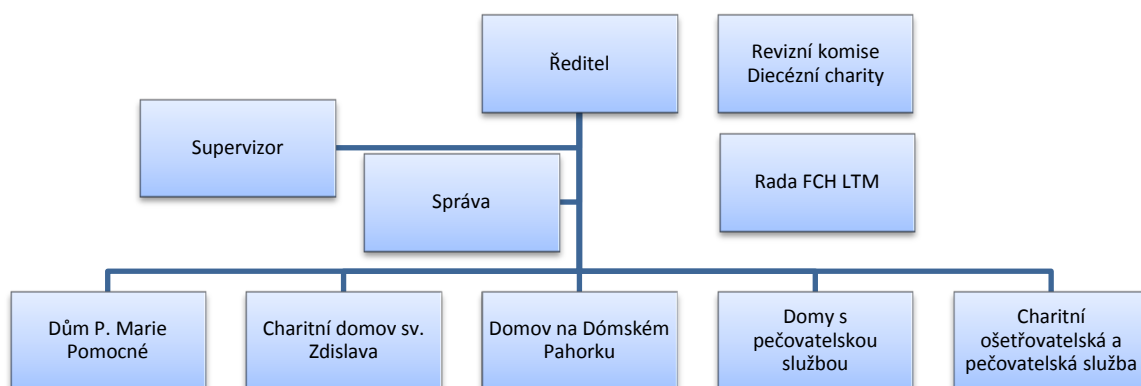 Ředitel
Revizní komise
Diecézní charity
Supervizor
Správa
Rada FCH LTM
Dům P. Marie
Pomocné
Charitní domov sv.
Zdislava
Domov na Dómském
Pahorku
Domy s
pečovatelskou
službou
Charitní
ošetřovatelská a
pečovatelská služba